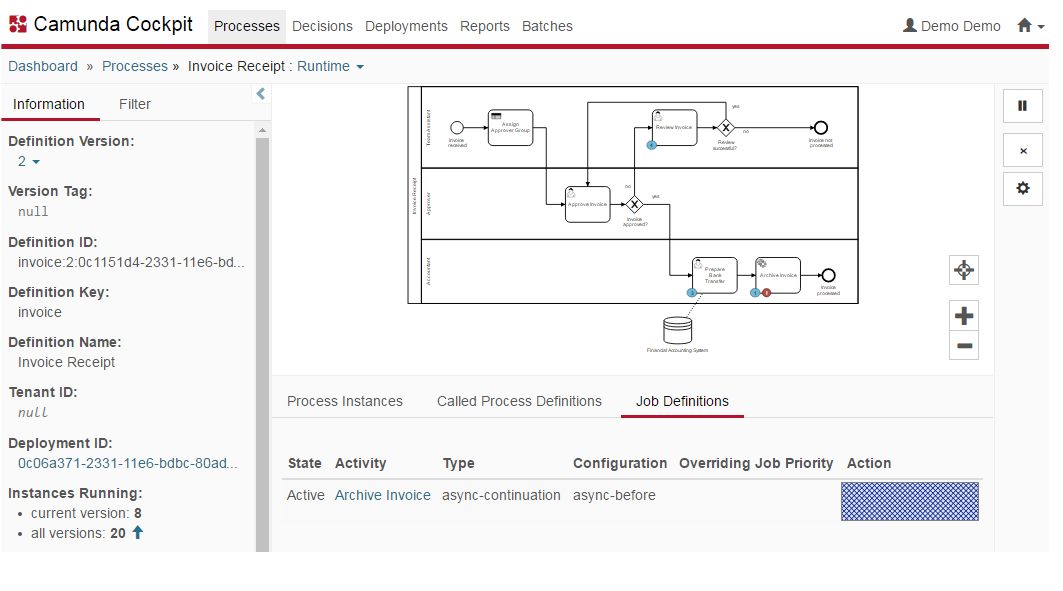 Camunda Cockpit Processes Decisions Deployments Reports Batches Demo Demo
Dashboard » Processes » Invoice Receipt : Runtime
Information Filter
Definition Version:
2
Version Tag:
null
Definition ID:
invoice:2:0c1151d4-2331-11e6-bd...
Definition Key:
invoice
Definition Name:
Invoice Receipt
Tenant ID:
null
Deployment ID:
0c06a371-2331-11e6-bdbc-80ad...
Instances Running:
current version: 8
all versions: 20
Invoice Receipt
Team Assistant
Invoice
received
Assign
Approver Group
Review Invoice
yes
no
Review
successful?
Invoice not
processed
Approver
Approve Invoice
no
yes
Invoice
approved?
Accountant
Prepare
Bank
Transfer
Archive Invoice
Invoice
processed
Financial Accounting System
Process Instances Called Process Definitions Job Definitions
State Activity Type Configuration Overriding Job Priority Action
Active Archive Invoice async-continuation async-before